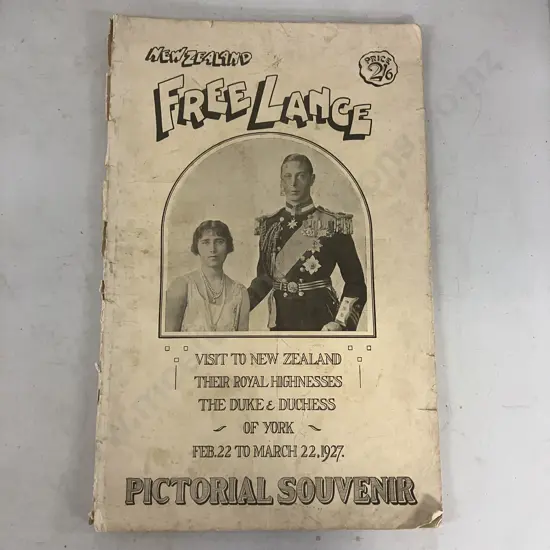 NEW ZEALAND
FREE LANCE
PRICE
2/6
VISIT TO NEW ZEALAND
THEIR ROYAL HIGHNESSES
THE DUKE & DUCHESS
~ OF YORK ~
FEB. 22 TO MARCH 22, 1927.
PICTORIAL SOUVENIR